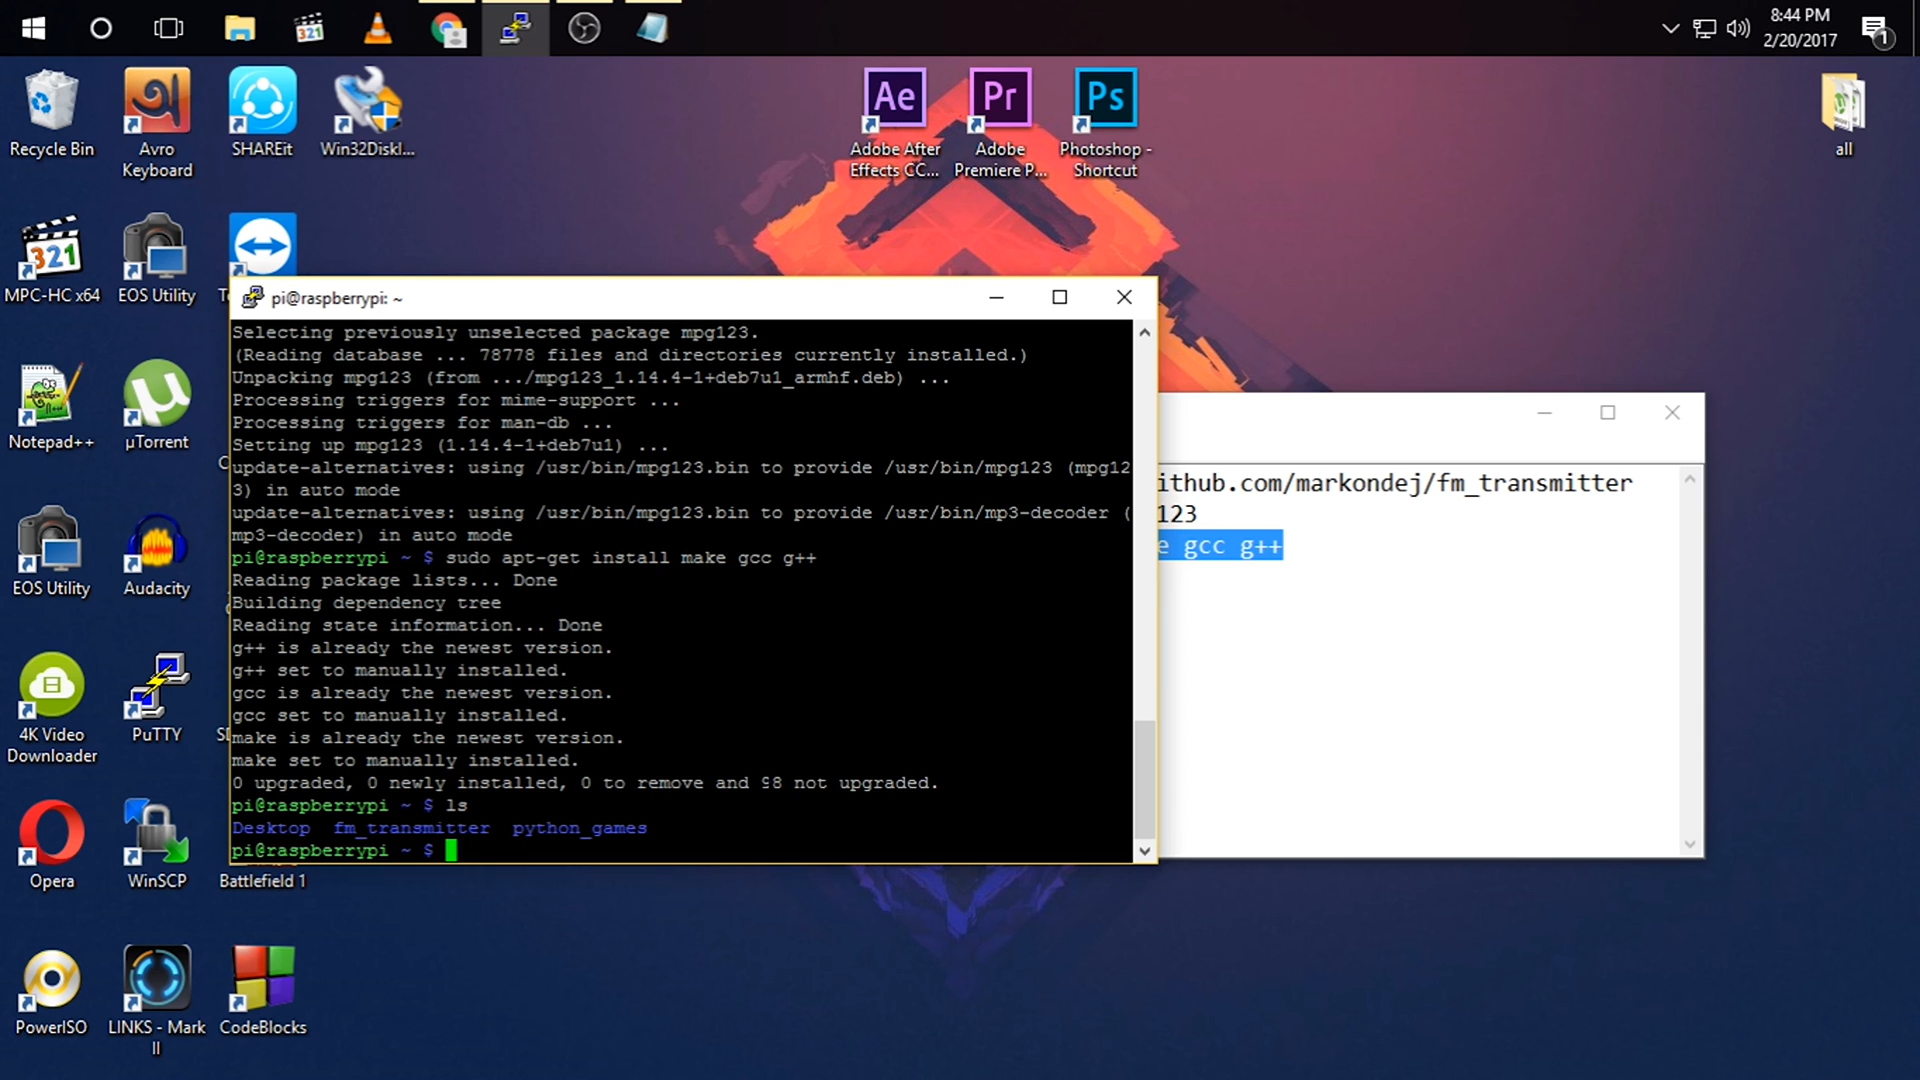 8:44 PM
2/20/2017
1
Recycle Bin
Avro
Keyboard
SHAREit
Win32DiskI...
Ae
Adobe After
Effects CC...
Pr
Adobe
Premiere P...
Ps
Photoshop -
Shortcut
all
321
MPC-HC x64
EOS Utility
Notepad++
µTorrent
EOS Utility
Audacity
4K Video
Downloader
PuTTY
Opera
WinSCP
Battlefield 1
PowerISO
LINKS - Mark
II
CodeBlocks
pi@raspberrypi: ~
Selecting previously unselected package mpg123.
(Reading database ... 78778 files and directories currently installed.)
Unpacking mpg123 (from .../mpg123_1.14.4-1+deb7u1_armhf.deb) ...
Processing triggers for mime-support ...
Processing triggers for man-db ...
Setting up mpg123 (1.14.4-1+deb7u1) ...
update-alternatives: using /usr/bin/mpg123.bin to provide /usr/bin/mpg123 (mpg12
3) in auto mode
update-alternatives: using /usr/bin/mpg123.bin to provide /usr/bin/mp3-decoder (
mp3-decoder) in auto mode
pi@raspberrypi ~ $ sudo apt-get install make gcc g++
Reading package lists... Done
Building dependency tree
Reading state information... Done
g++ is already the newest version.
g++ set to manually installed.
gcc is already the newest version.
gcc set to manually installed.
make is already the newest version.
make set to manually installed.
0 upgraded, 0 newly installed, 0 to remove and 98 not upgraded.
pi@raspberrypi ~ $ ls
Desktop fm_transmitter python_games
pi@raspberrypi ~ $
ithub.com/markondej/fm_transmitter
123
e gcc g++